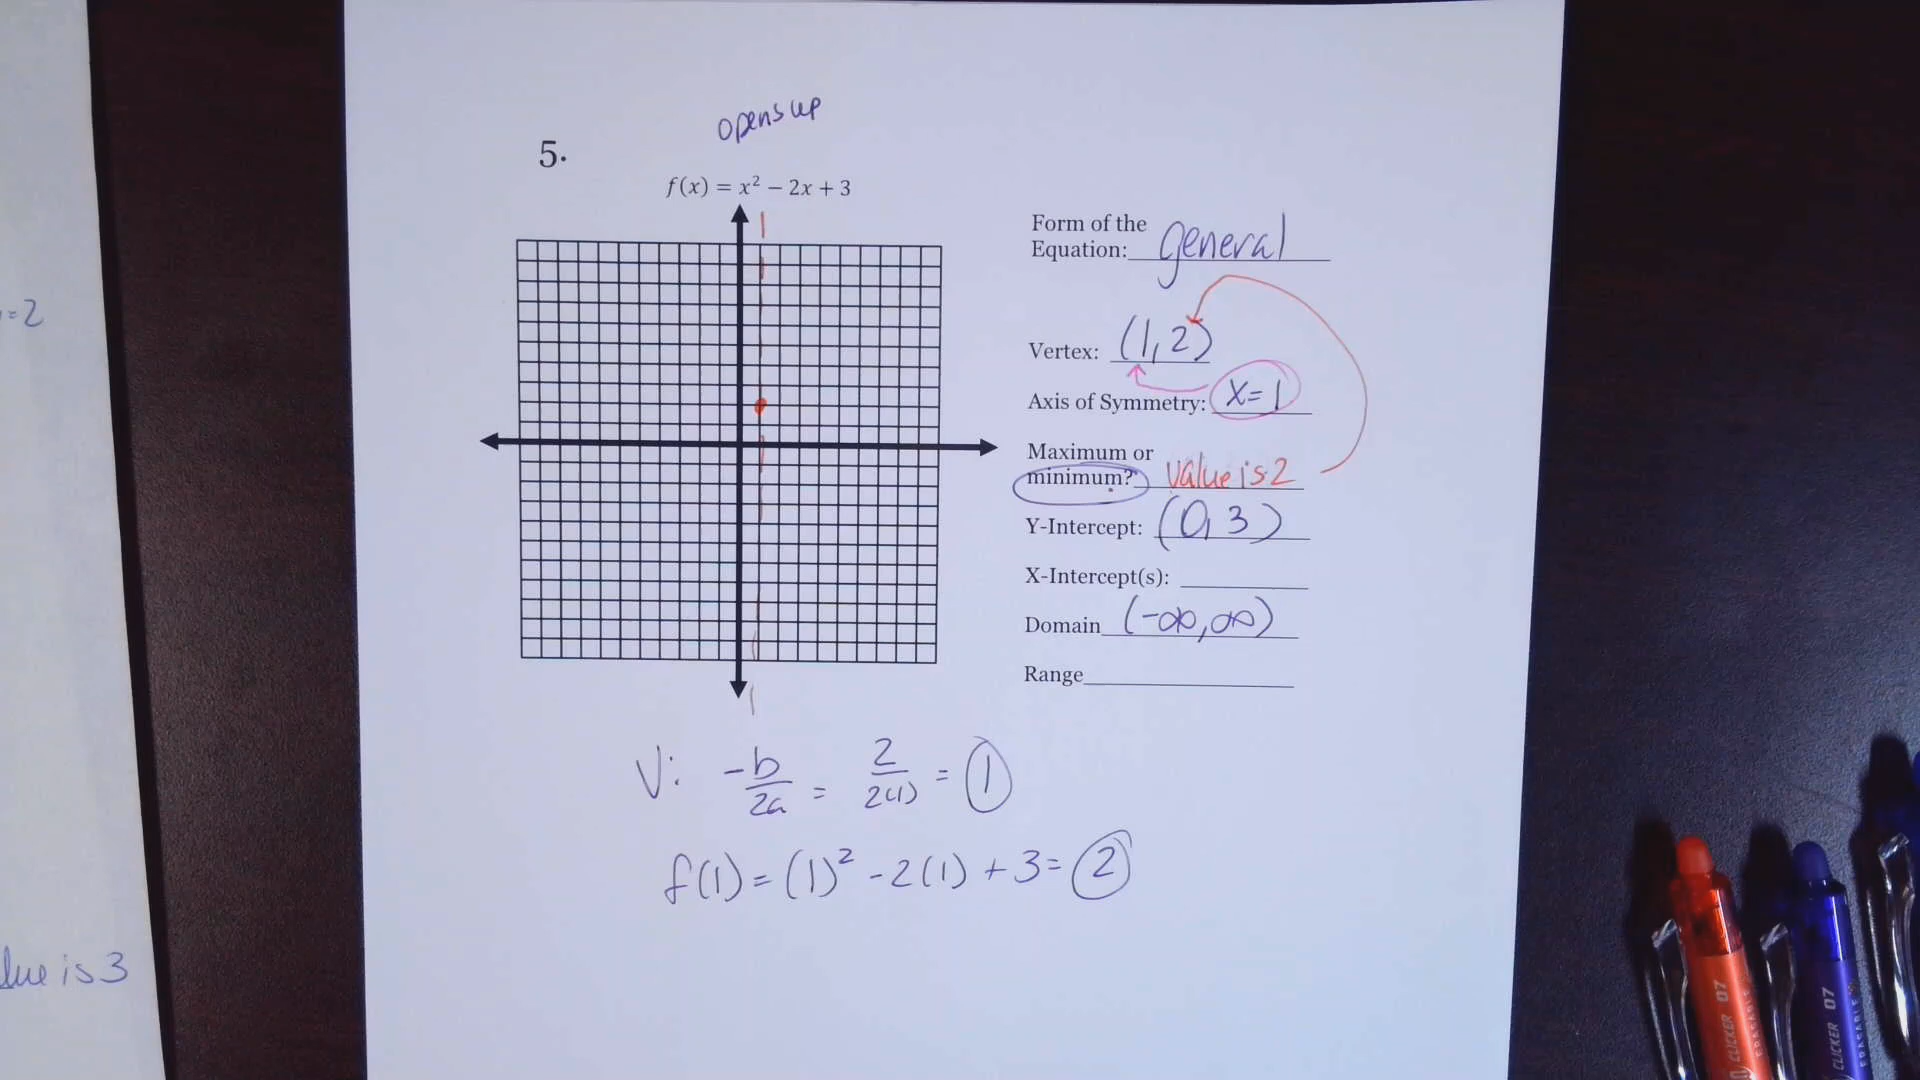 opens up
5.
f(x) = x² − 2x + 3
Form of the
Equation: general
=2
Vertex: (1, 2)
Axis of Symmetry: x=1
Maximum or
minimum? value is 2
Y-Intercept: (0, 3)
X-Intercept(s):
Domain (-∞, ∞)
Range
V: -b/2a = 2/2(1) = 1
f(1) = (1)² - 2(1) + 3 = 2
is 3
CLICKER 07
CLICKER 07